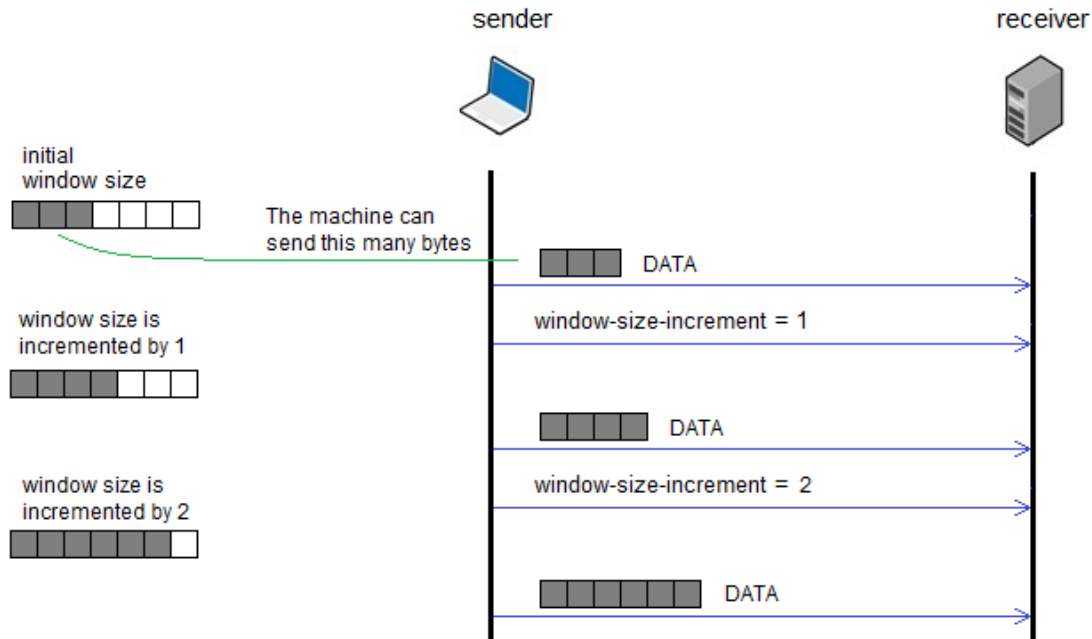 sender
receiver
initial
window size
The machine can
send this many bytes
DATA
window size is
incremented by 1
window-size-increment = 1
DATA
window size is
incremented by 2
window-size-increment = 2
DATA